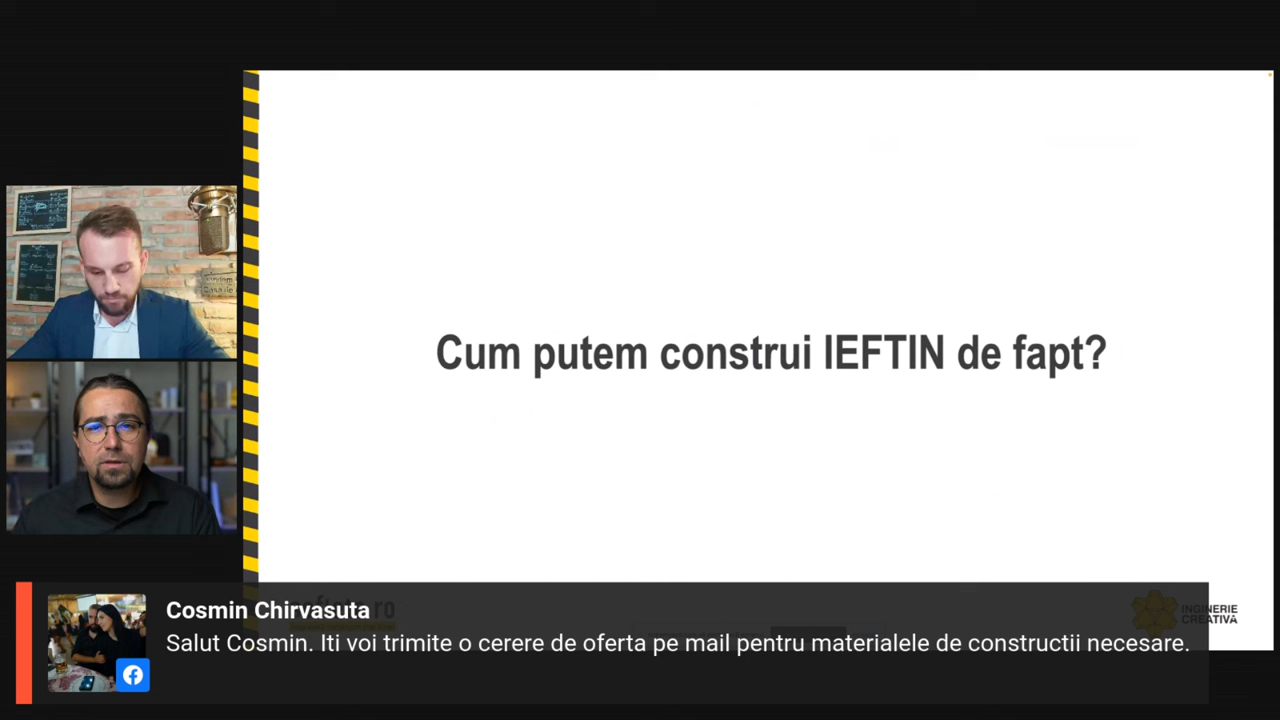 Cum putem construi IEFTIN de fapt?
INGINERIE
CREATIVĂ
Cosmin Chirvasuta
Salut Cosmin. Iti voi trimite o cerere de oferta pe mail pentru materialele de constructii necesare.